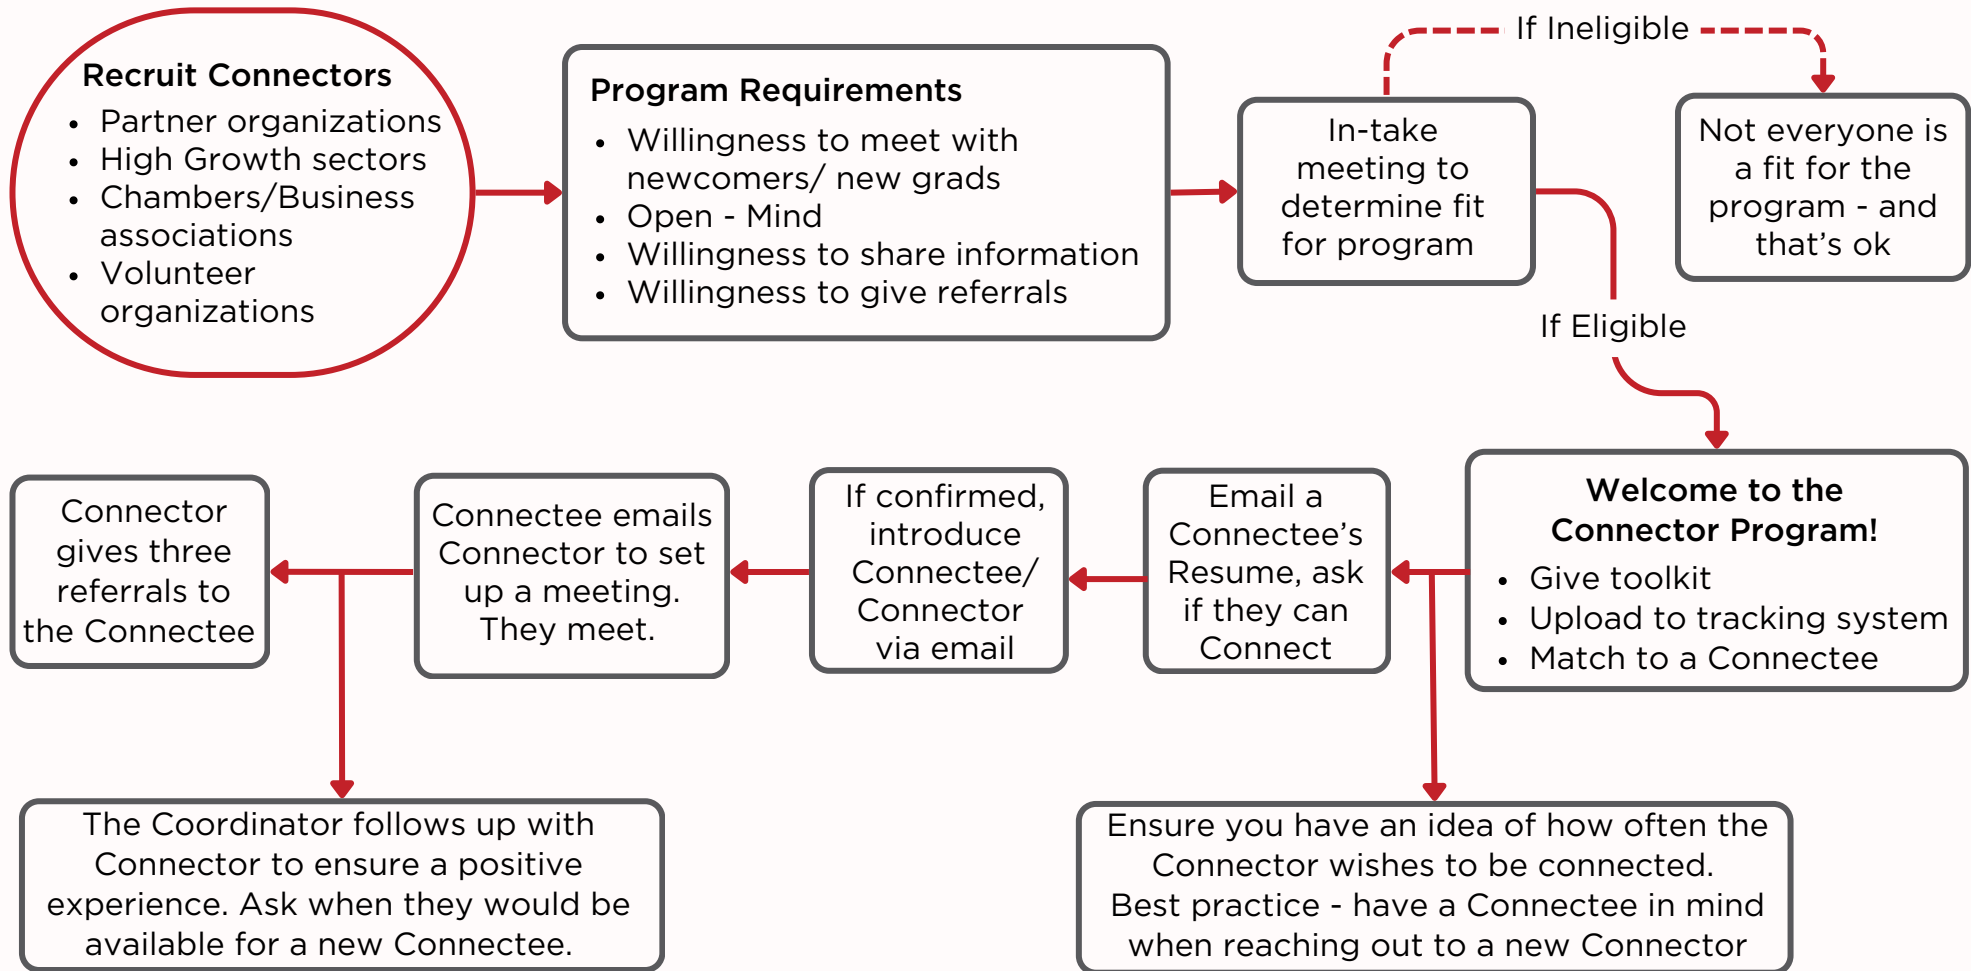 Recruit Connectors
• Partner organizations
• High Growth sectors
• Chambers/Business
associations
• Volunteer
organizations
Program Requirements
• Willingness to meet with
newcomers/ new grads
• Open - Mind
• Willingness to share information
• Willingness to give referrals
In-take
meeting to
determine fit
for program
If Ineligible
Not everyone is
a fit for the
program - and
that's ok
If Eligible
Welcome to the
Connector Program!
• Give toolkit
• Upload to tracking system
• Match to a Connectee
Email a
Connectee's
Resume, ask
if they can
Connect
If confirmed,
introduce
Connectee/
Connector
via email
Connectee emails
Connector to set
up a meeting.
They meet.
Connector
gives three
referrals to
the Connectee
The Coordinator follows up with
Connector to ensure a positive
experience. Ask when they would be
available for a new Connectee.
Ensure you have an idea of how often the
Connector wishes to be connected.
Best practice - have a Connectee in mind
when reaching out to a new Connector